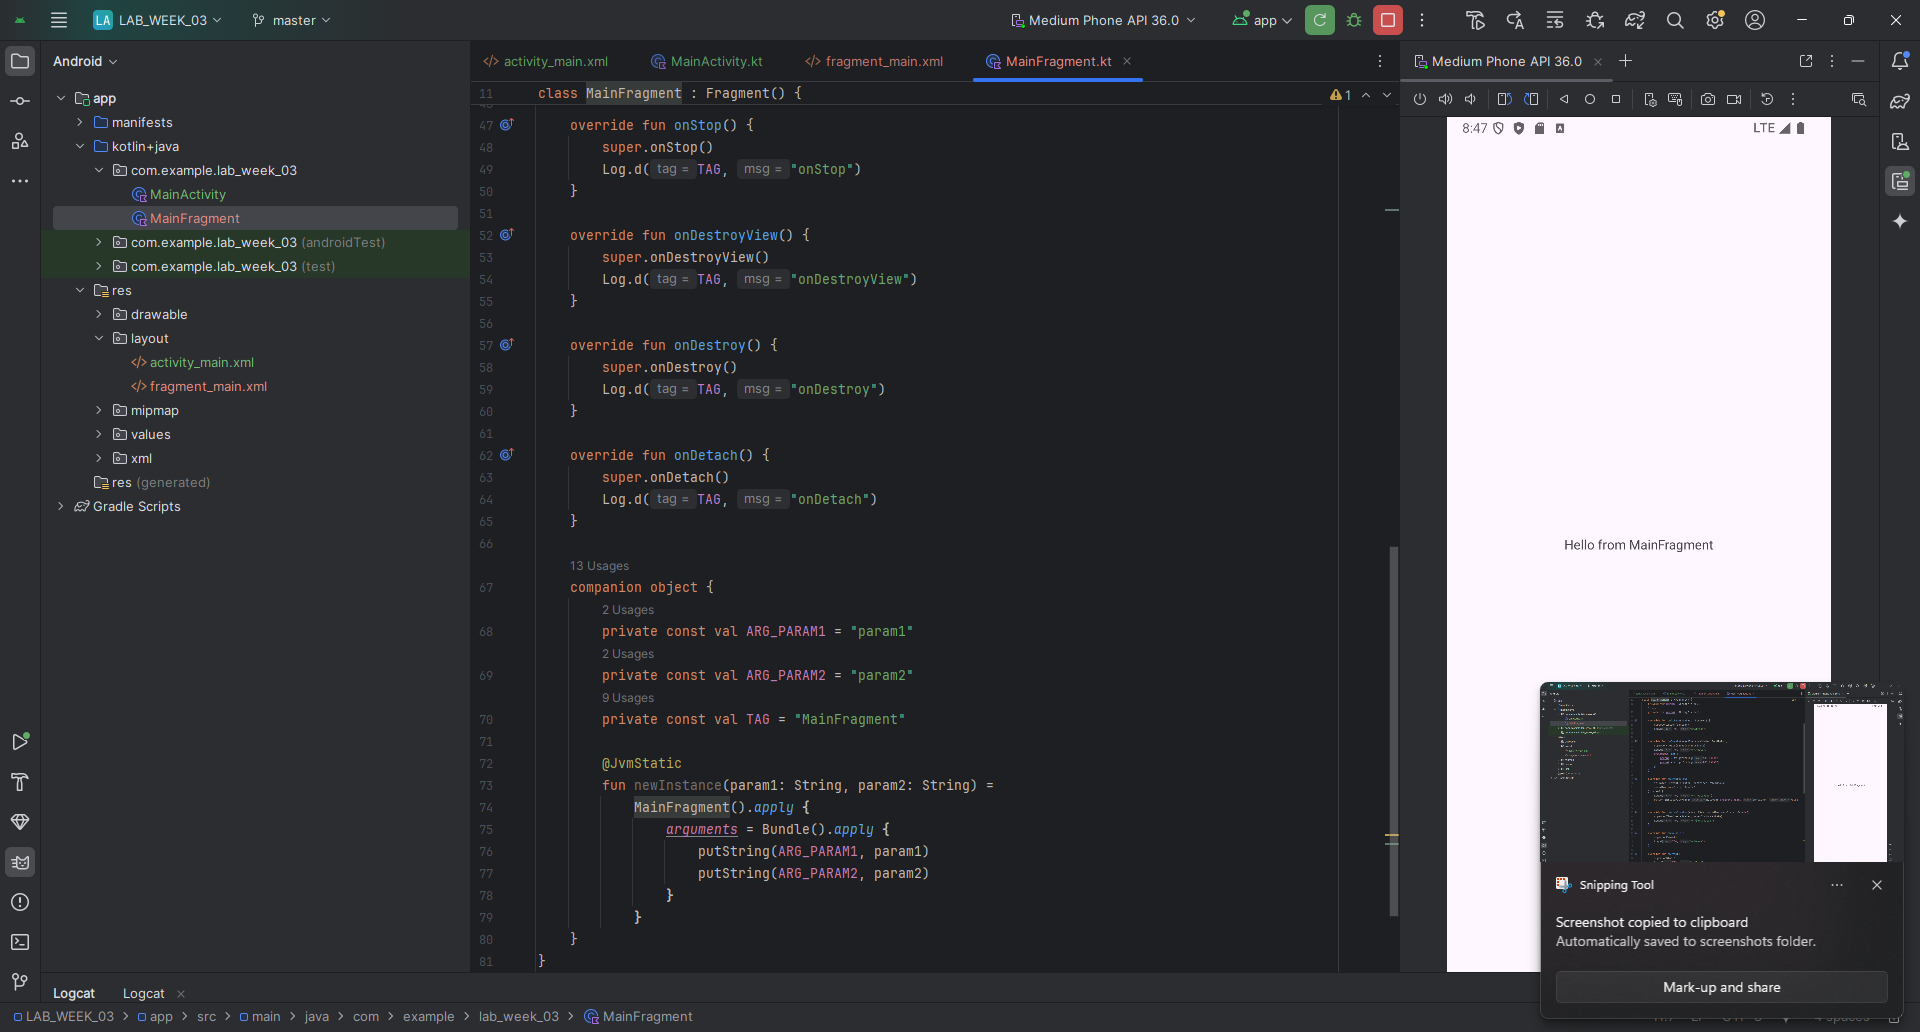 LA LAB_WEEK_03 master Medium Phone API 36.0 app
Android
app
manifests
kotlin+java
com.example.lab_week_03
MainActivity
MainFragment
com.example.lab_week_03 (androidTest)
com.example.lab_week_03 (test)
res
drawable
layout
activity_main.xml
fragment_main.xml
mipmap
values
xml
res (generated)
Gradle Scripts
activity_main.xml MainActivity.kt fragment_main.xml MainFragment.kt
11 class MainFragment : Fragment() { 1
47 override fun onStop() {
48 super.onStop()
49 Log.d( tag = TAG, msg = "onStop")
50 }
51
52 override fun onDestroyView() {
53 super.onDestroyView()
54 Log.d( tag = TAG, msg = "onDestroyView")
55 }
56
57 override fun onDestroy() {
58 super.onDestroy()
59 Log.d( tag = TAG, msg = "onDestroy")
60 }
61
62 override fun onDetach() {
63 super.onDetach()
64 Log.d( tag = TAG, msg = "onDetach")
65 }
66
13 Usages
67 companion object {
2 Usages
68 private const val ARG_PARAM1 = "param1"
2 Usages
69 private const val ARG_PARAM2 = "param2"
9 Usages
70 private const val TAG = "MainFragment"
71
72 @JvmStatic
73 fun newInstance(param1: String, param2: String) =
74 MainFragment().apply {
75 arguments = Bundle().apply {
76 putString(ARG_PARAM1, param1)
77 putString(ARG_PARAM2, param2)
78 }
79 }
80 }
81 }
Medium Phone API 36.0
8:47 LTE
Hello from MainFragment
Snipping Tool
Screenshot copied to clipboard
Automatically saved to screenshots folder.
Mark-up and share
Logcat Logcat
LAB_WEEK_03 app src main java com example lab_week_03 MainFragment